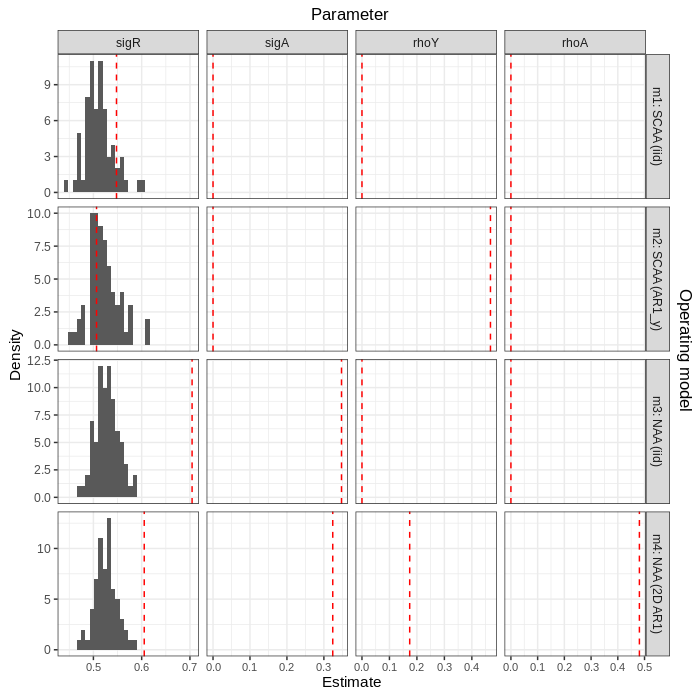 Parameter
sigR sigA rhoY rhoA
9
6
3
0
m1: SCAA (iid)
10.0
7.5
5.0
2.5
0.0
m2: SCAA (AR1_y)
12.5
10.0
7.5
5.0
2.5
0.0
m3: NAA (iid)
10
5
0
m4: NAA (2D AR1)
Density
Operating model
0.5 0.6 0.7 0.0 0.1 0.2 0.3 0.0 0.1 0.2 0.3 0.4 0.0 0.1 0.2 0.3 0.4 0.5
Estimate